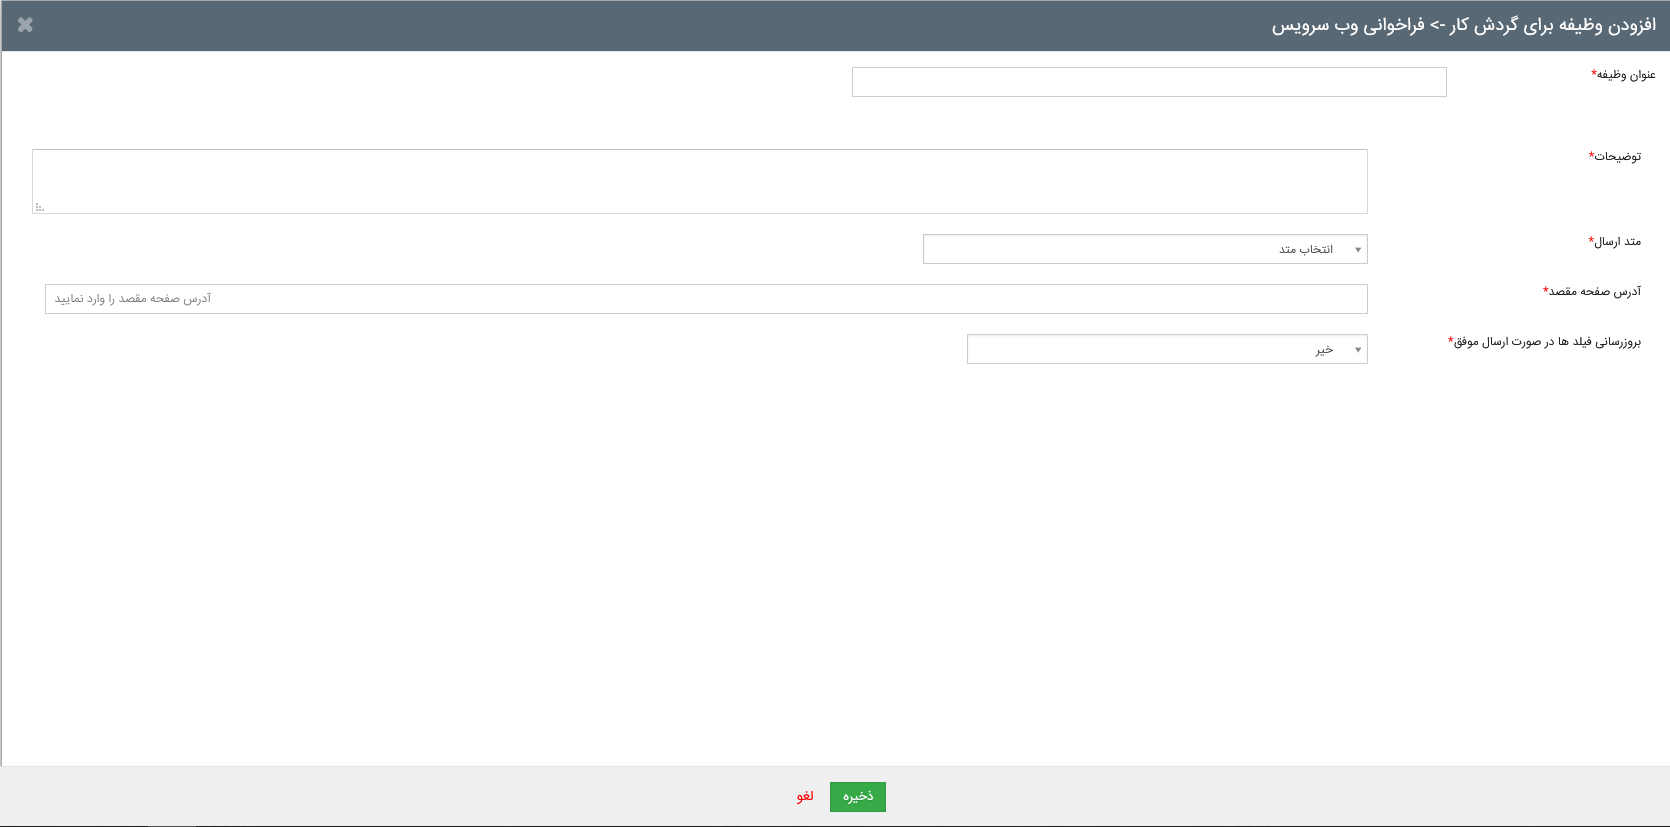 افزودن وظیفه برای گردش کار -> فراخوانی وب سرویس
عنوان وظیفه*
توضیحات*
متد ارسال*
انتخاب متد
آدرس صفحه مقصد*
آدرس صفحه مقصد را وارد نمایید
بروزرسانی فیلد ها در صورت ارسال موفق*
خیر
ذخیره
لغو